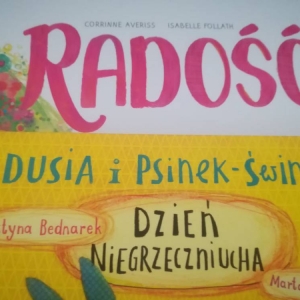 CORRINNE AVERISS ISABELLE FOLLATH
RADOŚĆ
DUSIA i PSINEK-ŚWIN
tyna Bednarek
DZIEŃ
NIEGRZECZNIUCHA
Mart